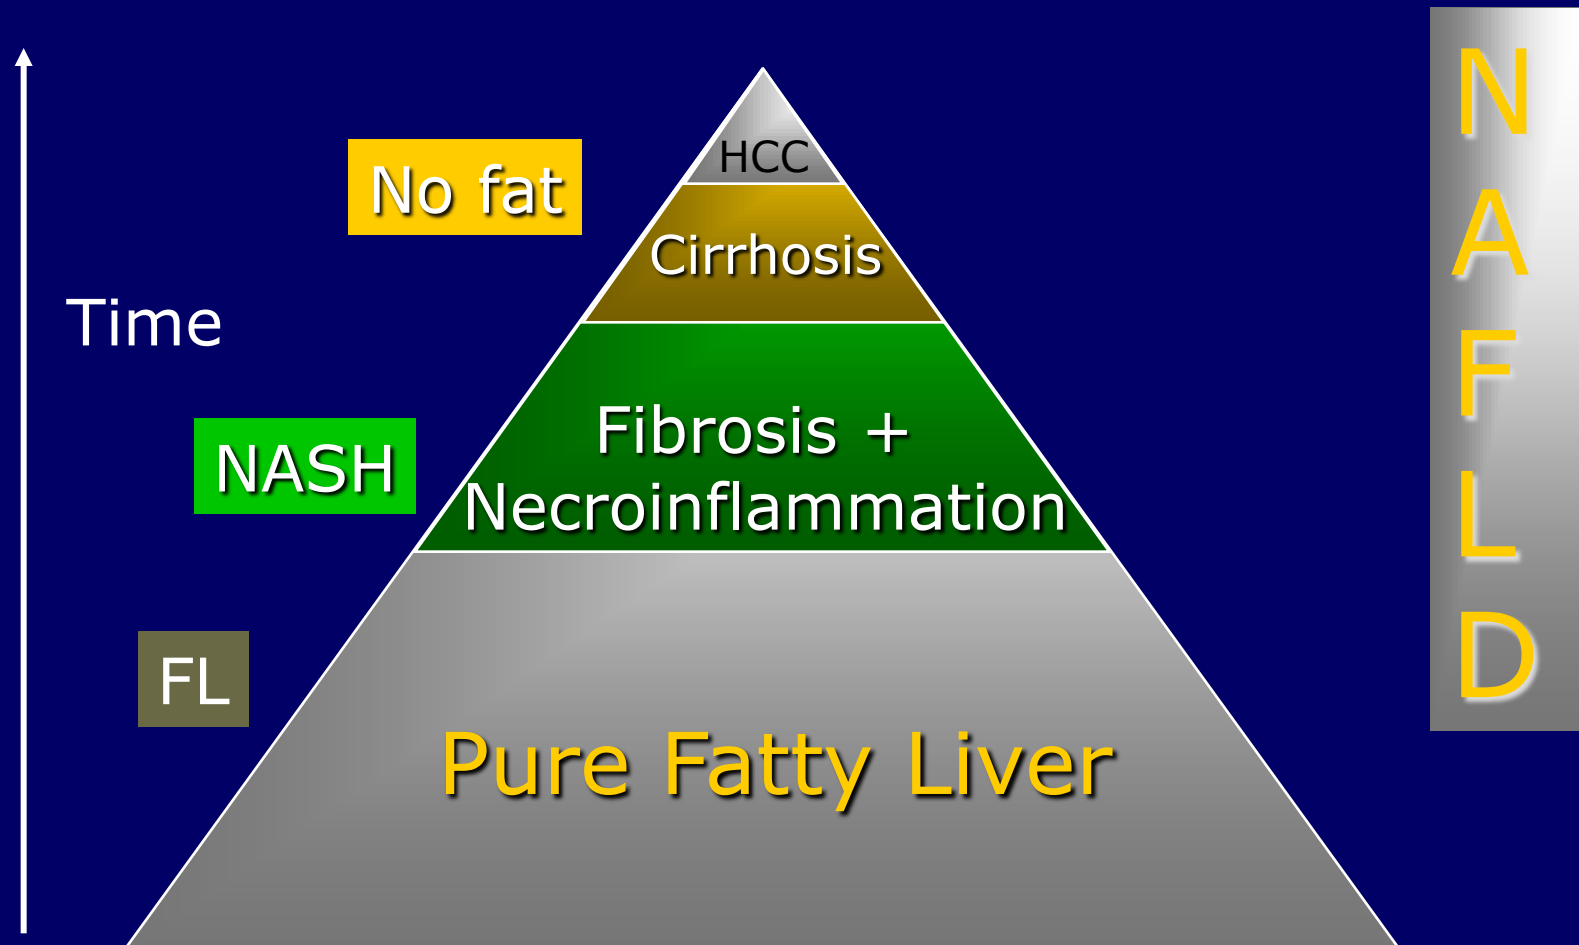 HCC
No fat
Cirrhosis
Time
Fibrosis +
Necroinflammation
NASH
FL
Pure Fatty Liver
N
A
F
L
D